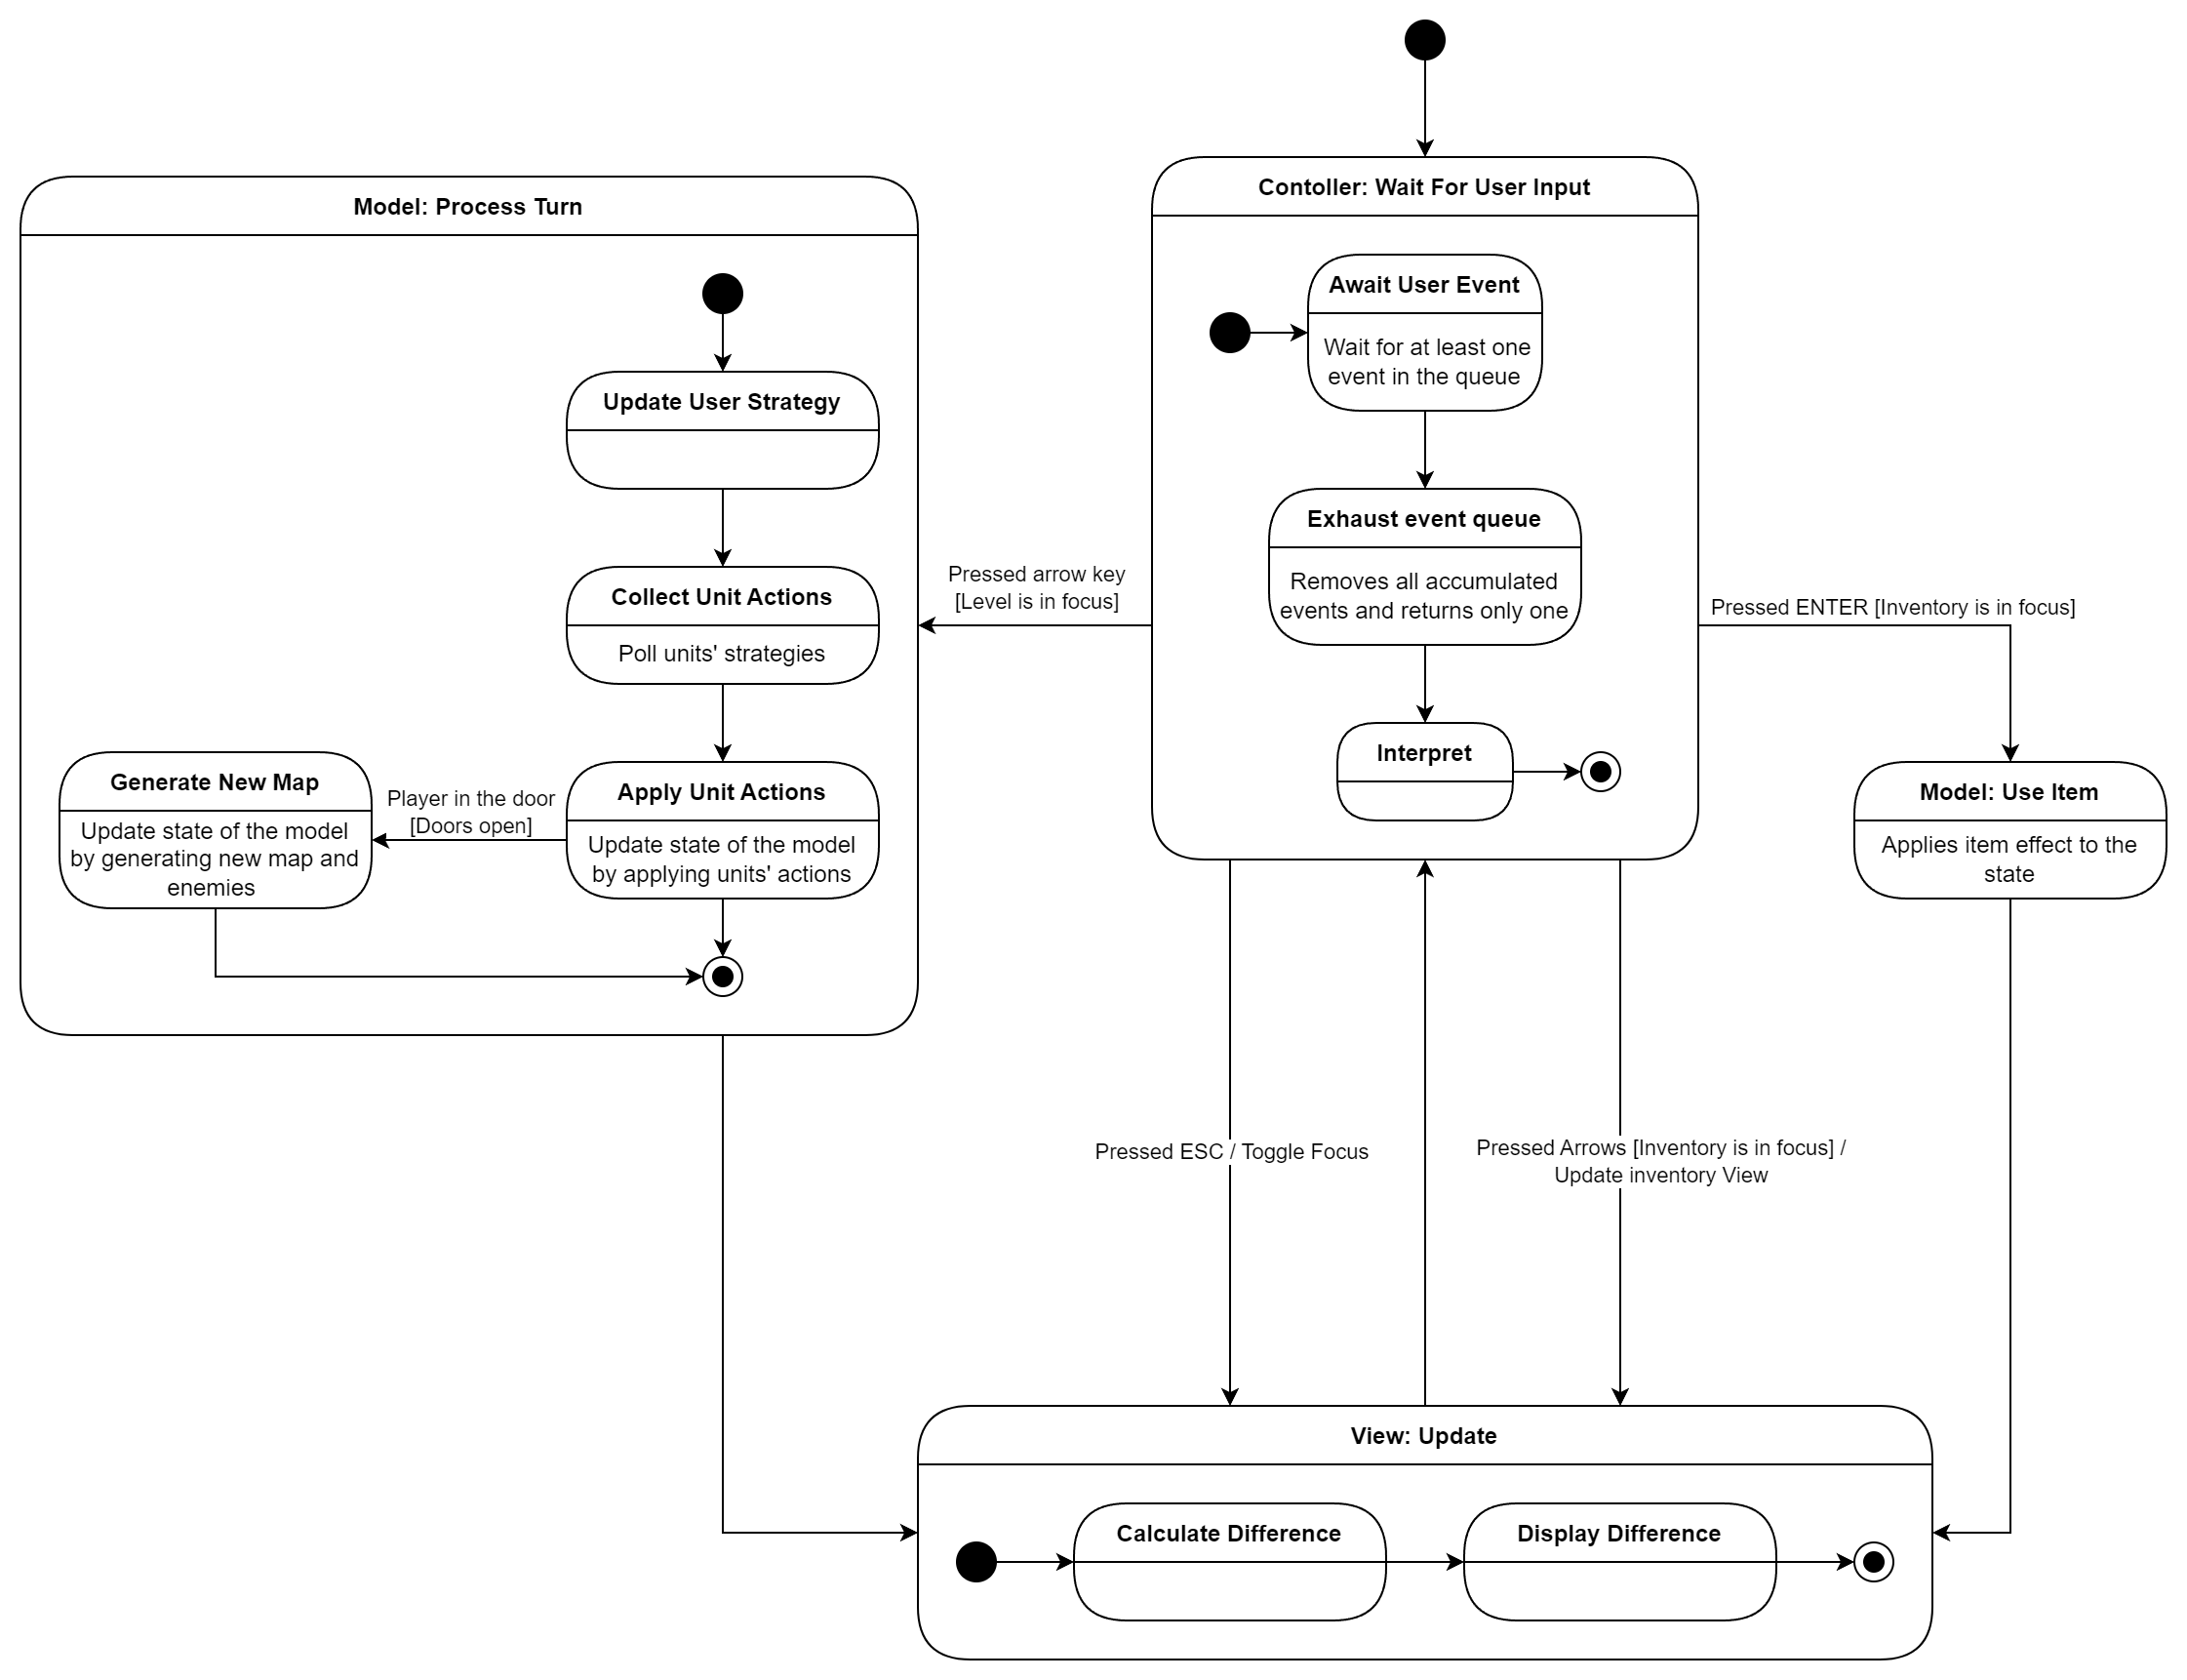 Contoller: Wait For User Input
Await User Event
Wait for at least one
event in the queue
Exhaust event queue
Removes all accumulated
events and returns only one
Interpret
Model: Process Turn
Update User Strategy
Collect Unit Actions
Poll units' strategies
Apply Unit Actions
Update state of the model
by applying units' actions
Player in the door
[Doors open]
Generate New Map
Update state of the model
by generating new map and
enemies
Pressed arrow key
[Level is in focus]
Pressed ENTER [Inventory is in focus]
Model: Use Item
Applies item effect to the
state
Pressed ESC / Toggle Focus
Pressed Arrows [Inventory is in focus] /
Update inventory View
View: Update
Calculate Difference
Display Difference